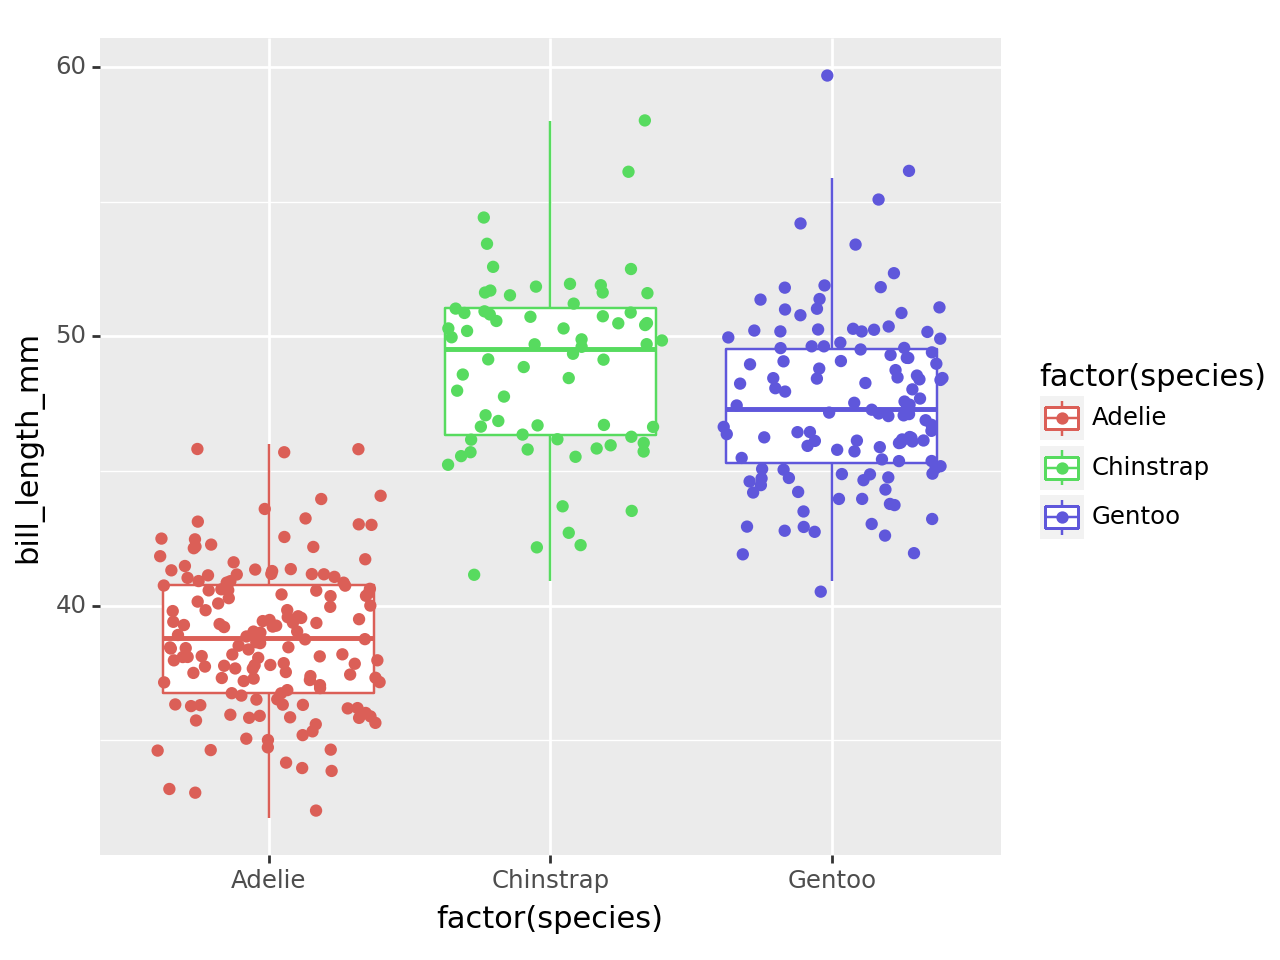 60
50
40
bill_length_mm
Adelie
Chinstrap
Gentoo
factor(species)
factor(species)
Adelie
Chinstrap
Gentoo